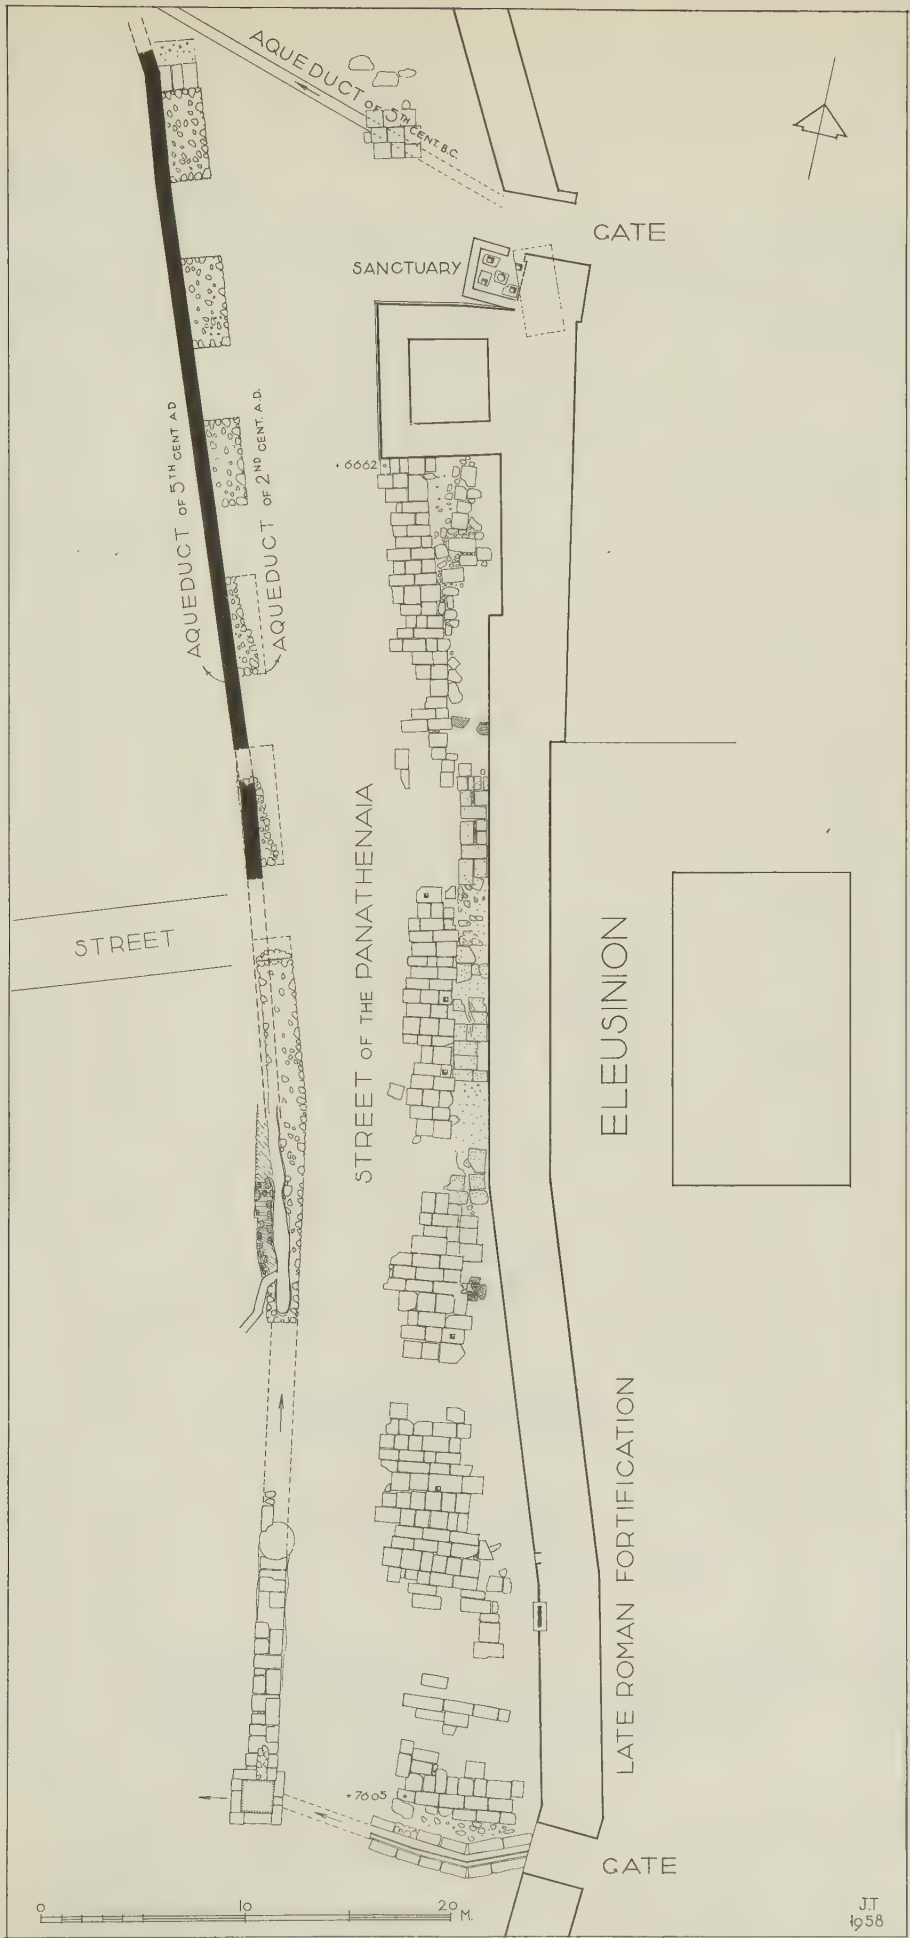 AQUEDUCT OF 5TH CENT. B.C.
GATE
SANCTUARY
+6662
AQUEDUCT OF 5TH CENT AD
AQUEDUCT OF 2ND CENT. A.D.
STREET OF THE PANATHENAIA
STREET
ELEUSINION
LATE ROMAN FORTIFICATION
+7605
GATE
0 10 20 M.
J.T
1958